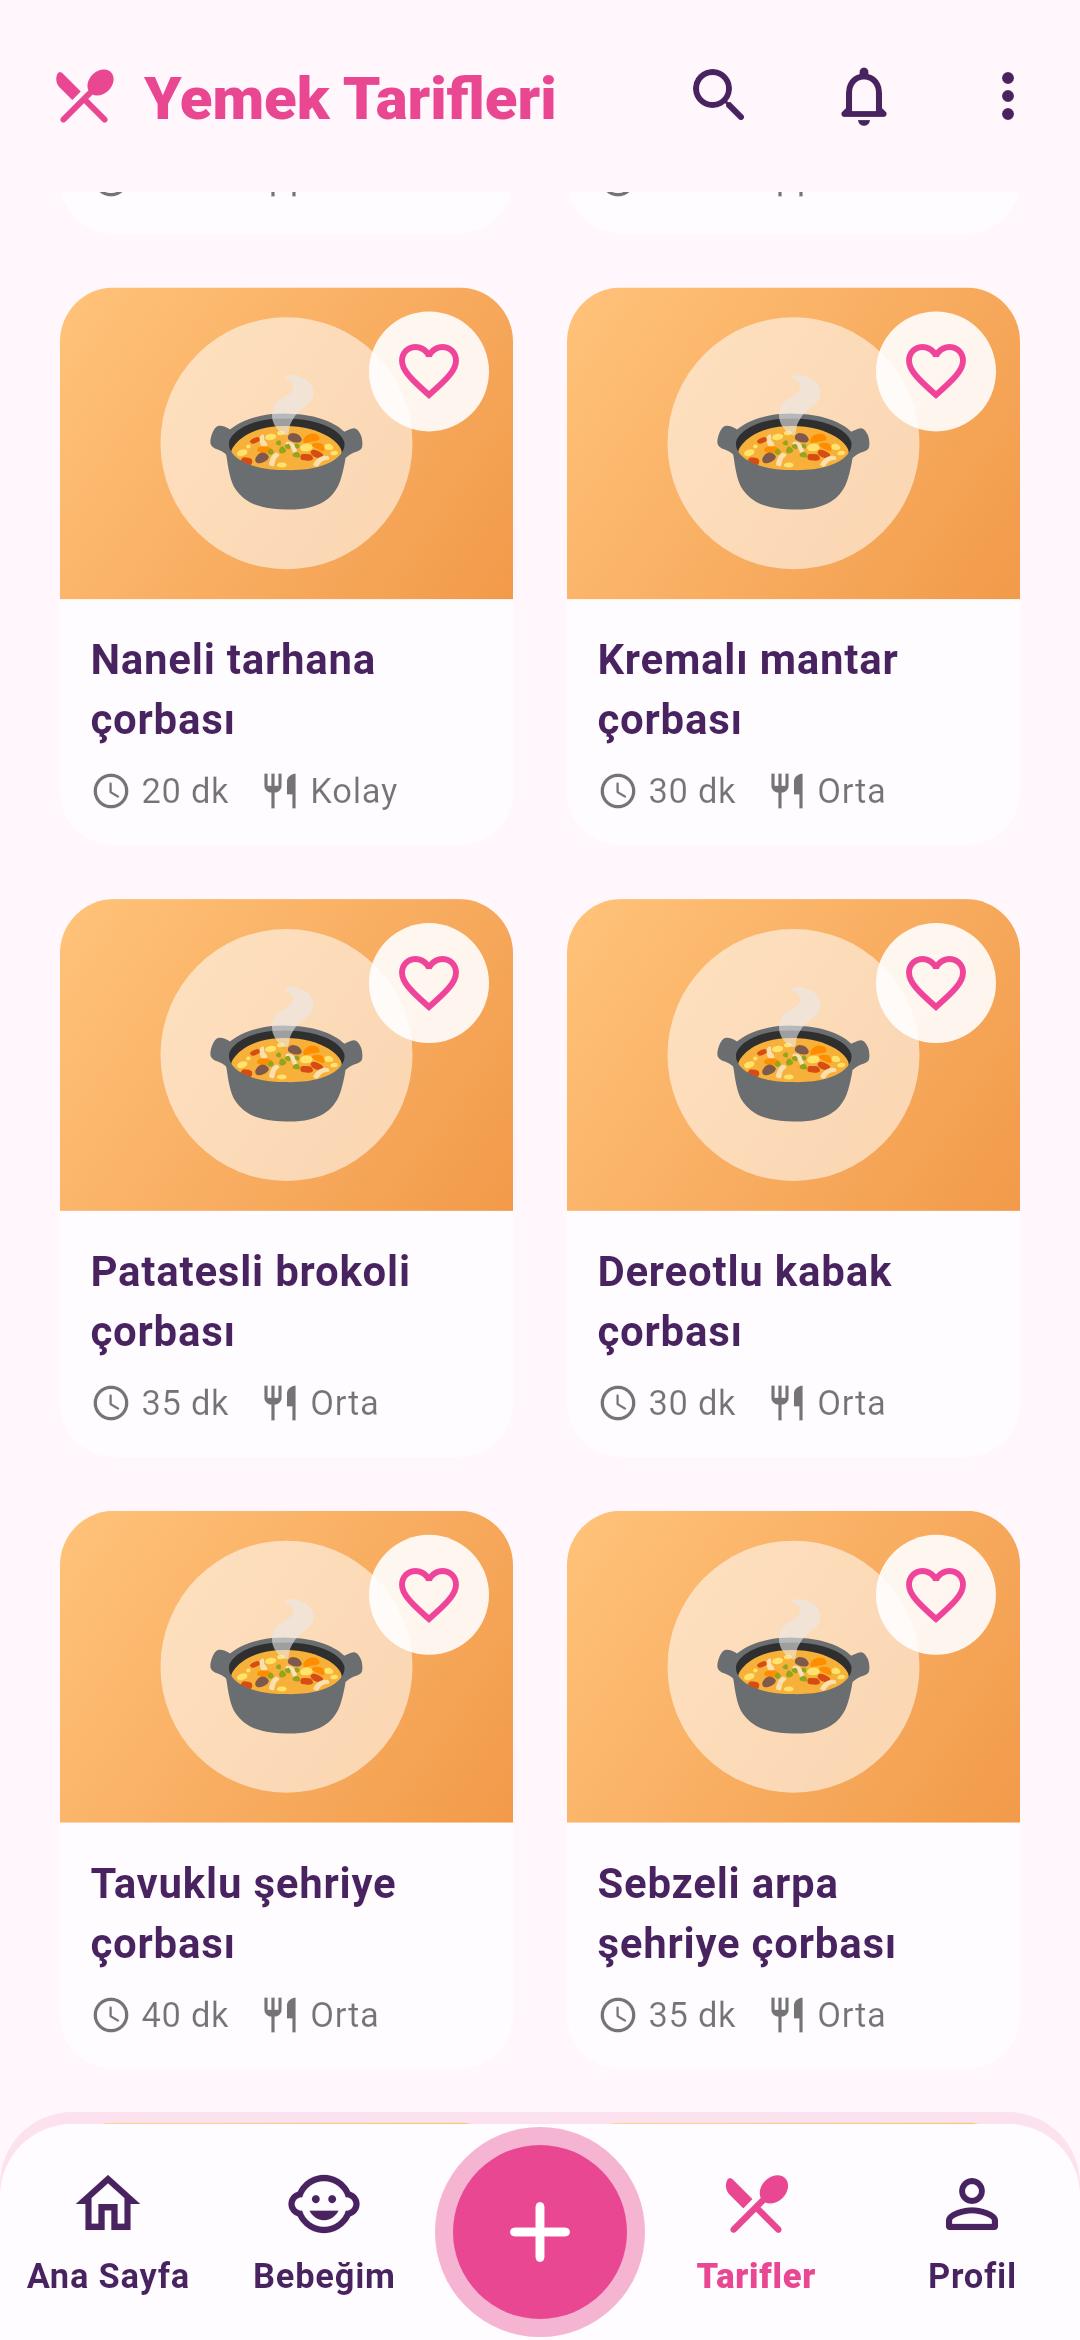 Yemek Tarifleri
Naneli tarhana
çorbası
20 dk Kolay
Kremalı mantar
çorbası
30 dk Orta
Patatesli brokoli
çorbası
35 dk Orta
Dereotlu kabak
çorbası
30 dk Orta
Tavuklu şehriye
çorbası
40 dk Orta
Sebzeli arpa
şehriye çorbası
35 dk Orta
Ana Sayfa
Bebeğim
Tarifler
Profil